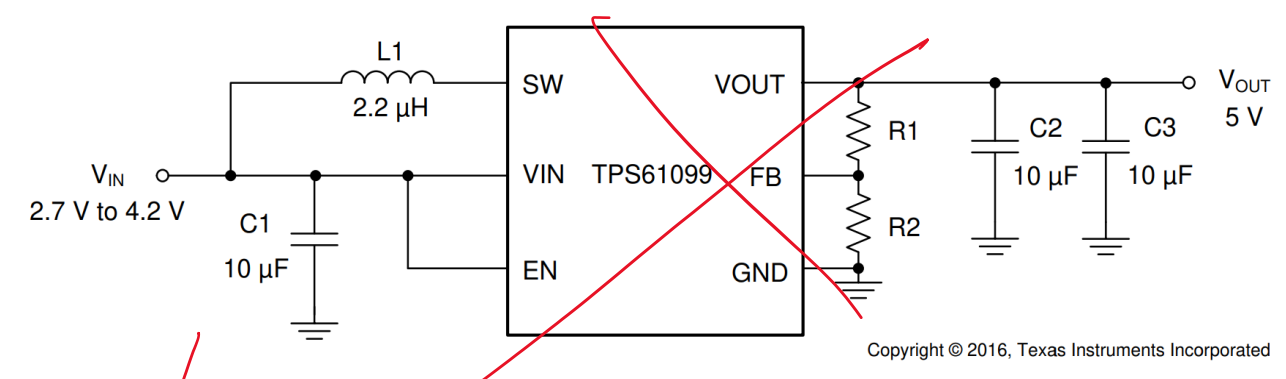 L1
2.2 µH
VIN
2.7 V to 4.2 V
C1
10 µF
SW
VIN
EN
TPS61099
VOUT
FB
GND
R1
R2
C2
10 µF
C3
10 µF
VOUT
5 V
Copyright © 2016, Texas Instruments Incorporated